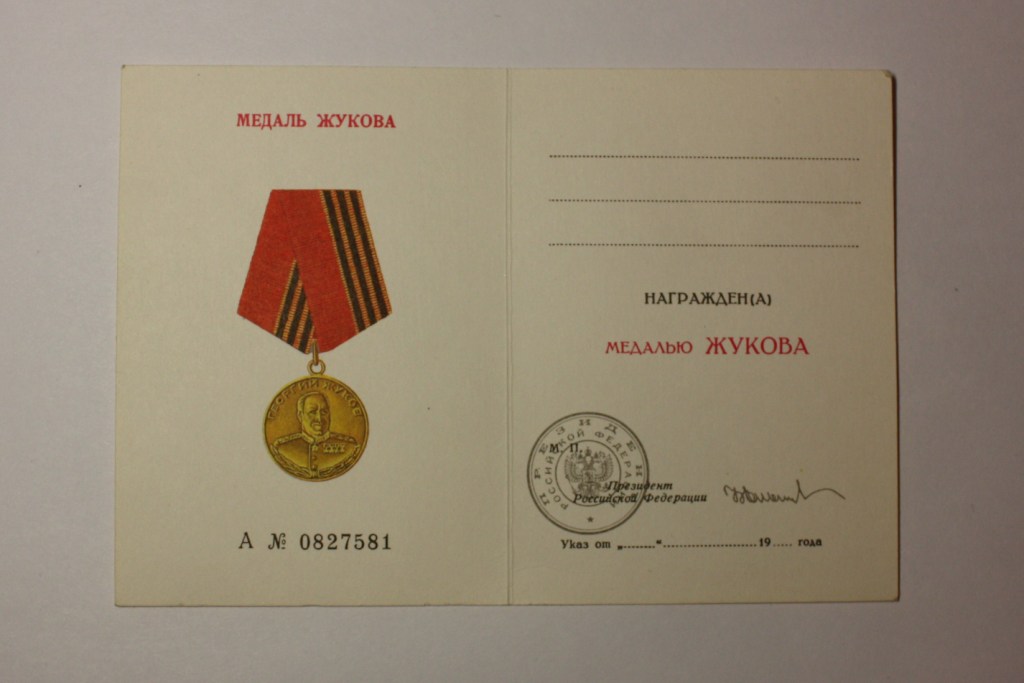 МЕДАЛЬ ЖУКОВА
ГЕОРГИЙ ЖУКОВ
А № 0827581
НАГРАЖДЕН(А)
МЕДАЛЬЮ ЖУКОВА
ПРЕЗИДЕНТ
РОССИЙСКОЙ ФЕДЕРАЦИИ
М. П.
Президент
Российской Федерации
Указ от „........“........................19..... года